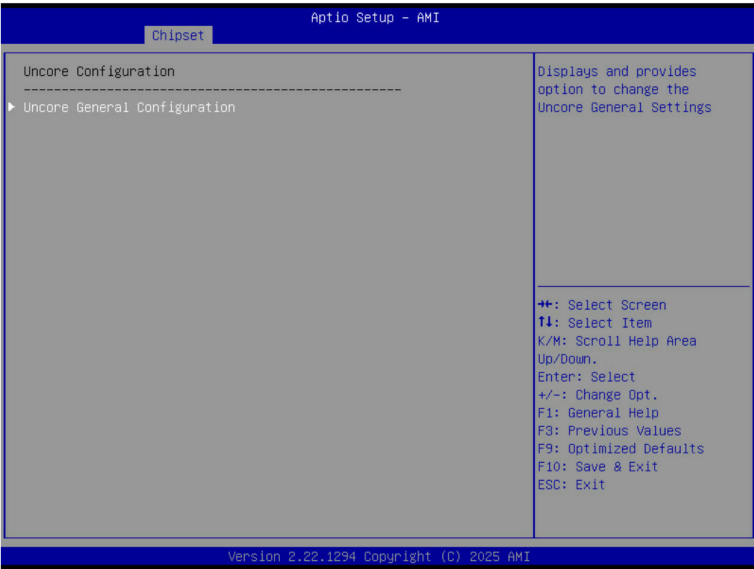 Aptio Setup – AMI
Chipset
Uncore Configuration
--------------------------------------------------
Uncore General Configuration
Displays and provides
option to change the
Uncore General Settings
→←: Select Screen
↑↓: Select Item
K/M: Scroll Help Area
Up/Down.
Enter: Select
+/-: Change Opt.
F1: General Help
F3: Previous Values
F9: Optimized Defaults
F10: Save & Exit
ESC: Exit
Version 2.22.1294 Copyright (C) 2025 AMI